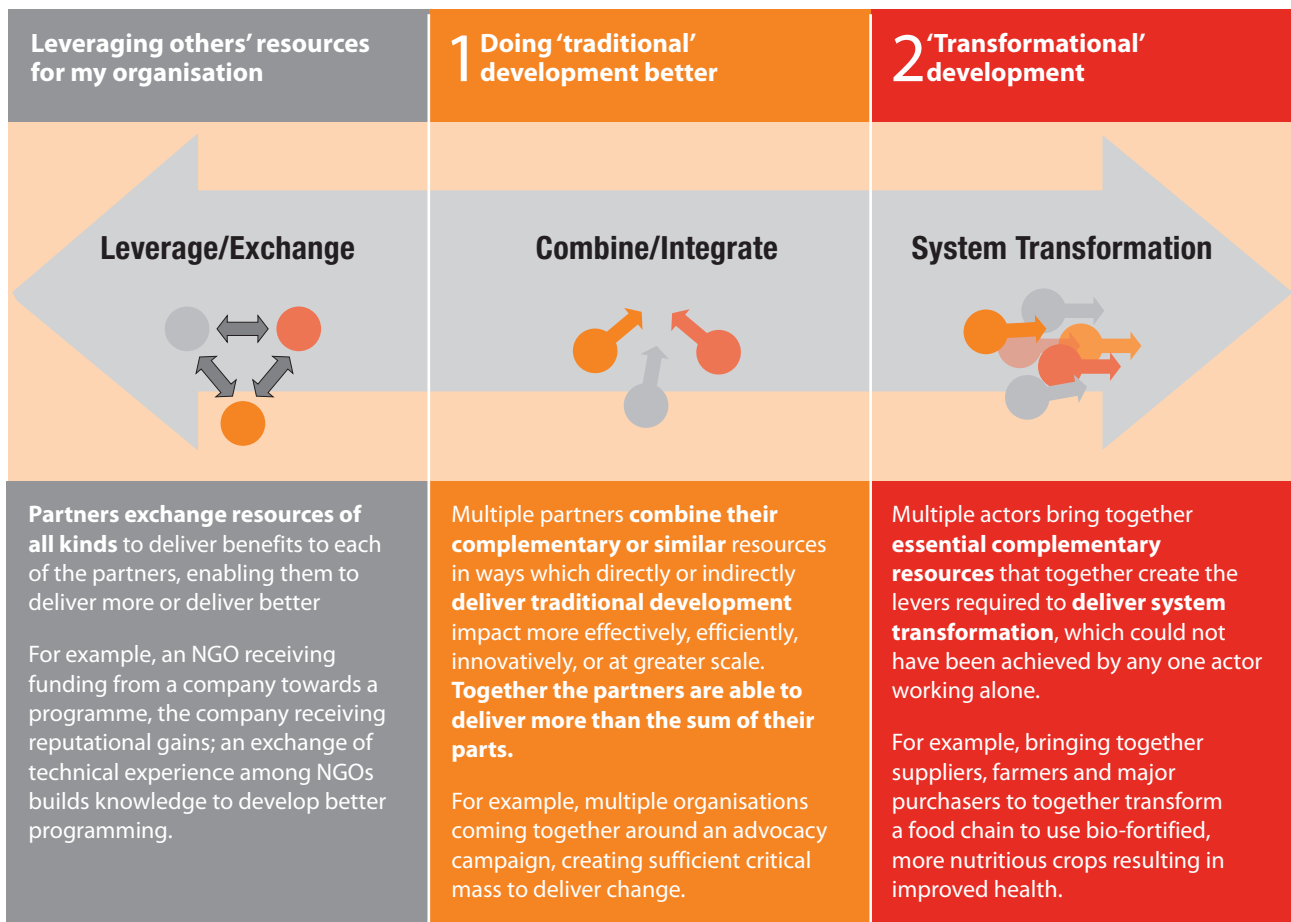 Leveraging others’ resources
for my organisation
1 Doing ‘traditional’
development better
2 ‘Transformational’
development
Leverage/Exchange
Combine/Integrate
System Transformation
Partners exchange resources of
all kinds to deliver benefits to each
of the partners, enabling them to
deliver more or deliver better
For example, an NGO receiving
funding from a company towards a
programme, the company receiving
reputational gains; an exchange of
technical experience among NGOs
builds knowledge to develop better
programming.
Multiple partners combine their
complementary or similar resources
in ways which directly or indirectly
deliver traditional development
impact more effectively, efficiently,
innovatively, or at greater scale.
Together the partners are able to
deliver more than the sum of their
parts.
For example, multiple organisations
coming together around an advocacy
campaign, creating sufficient critical
mass to deliver change.
Multiple actors bring together
essential complementary
resources that together create the
levers required to deliver system
transformation, which could not
have been achieved by any one actor
working alone.
For example, bringing together
suppliers, farmers and major
purchasers to together transform
a food chain to use bio-fortified,
more nutritious crops resulting in
improved health.